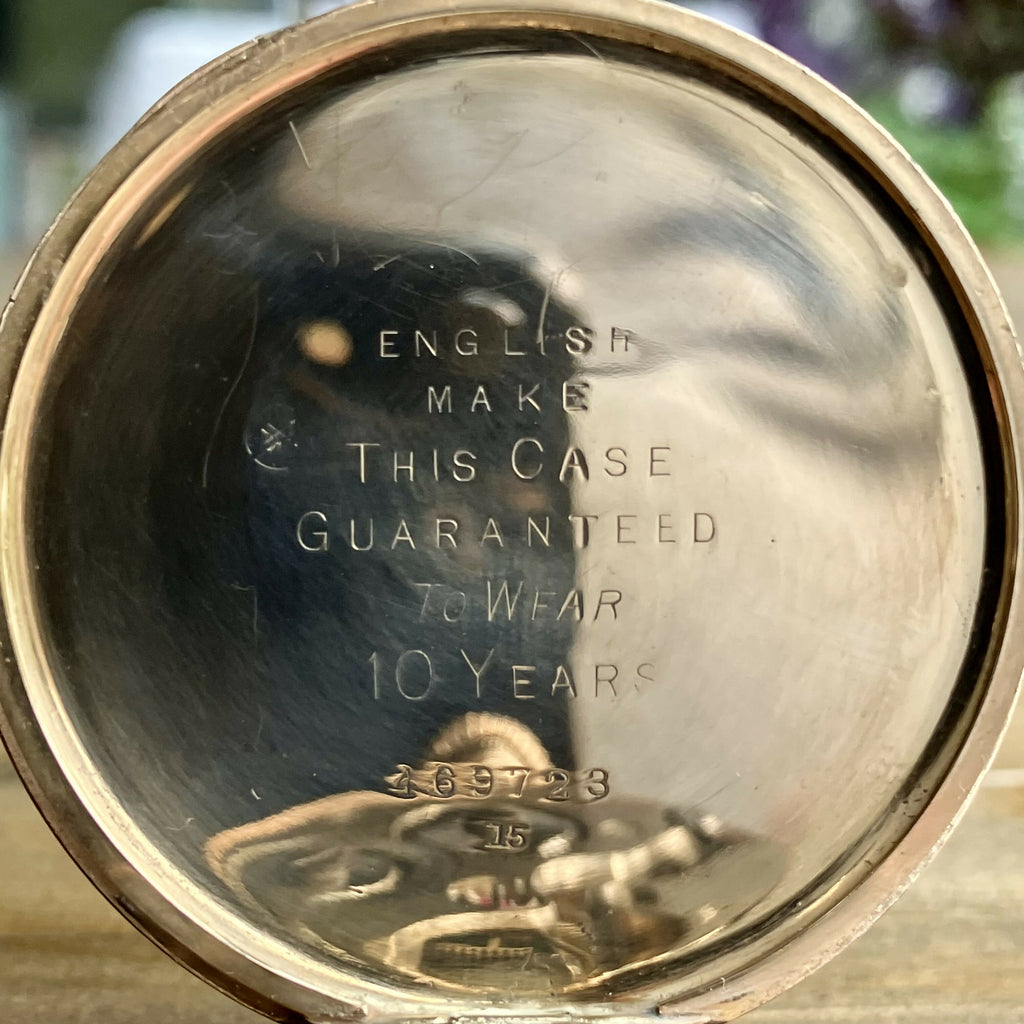 ENGLISH
MAKE
THIS CASE
GUARANTEED
TO WEAR
10 YEARS
469723
15